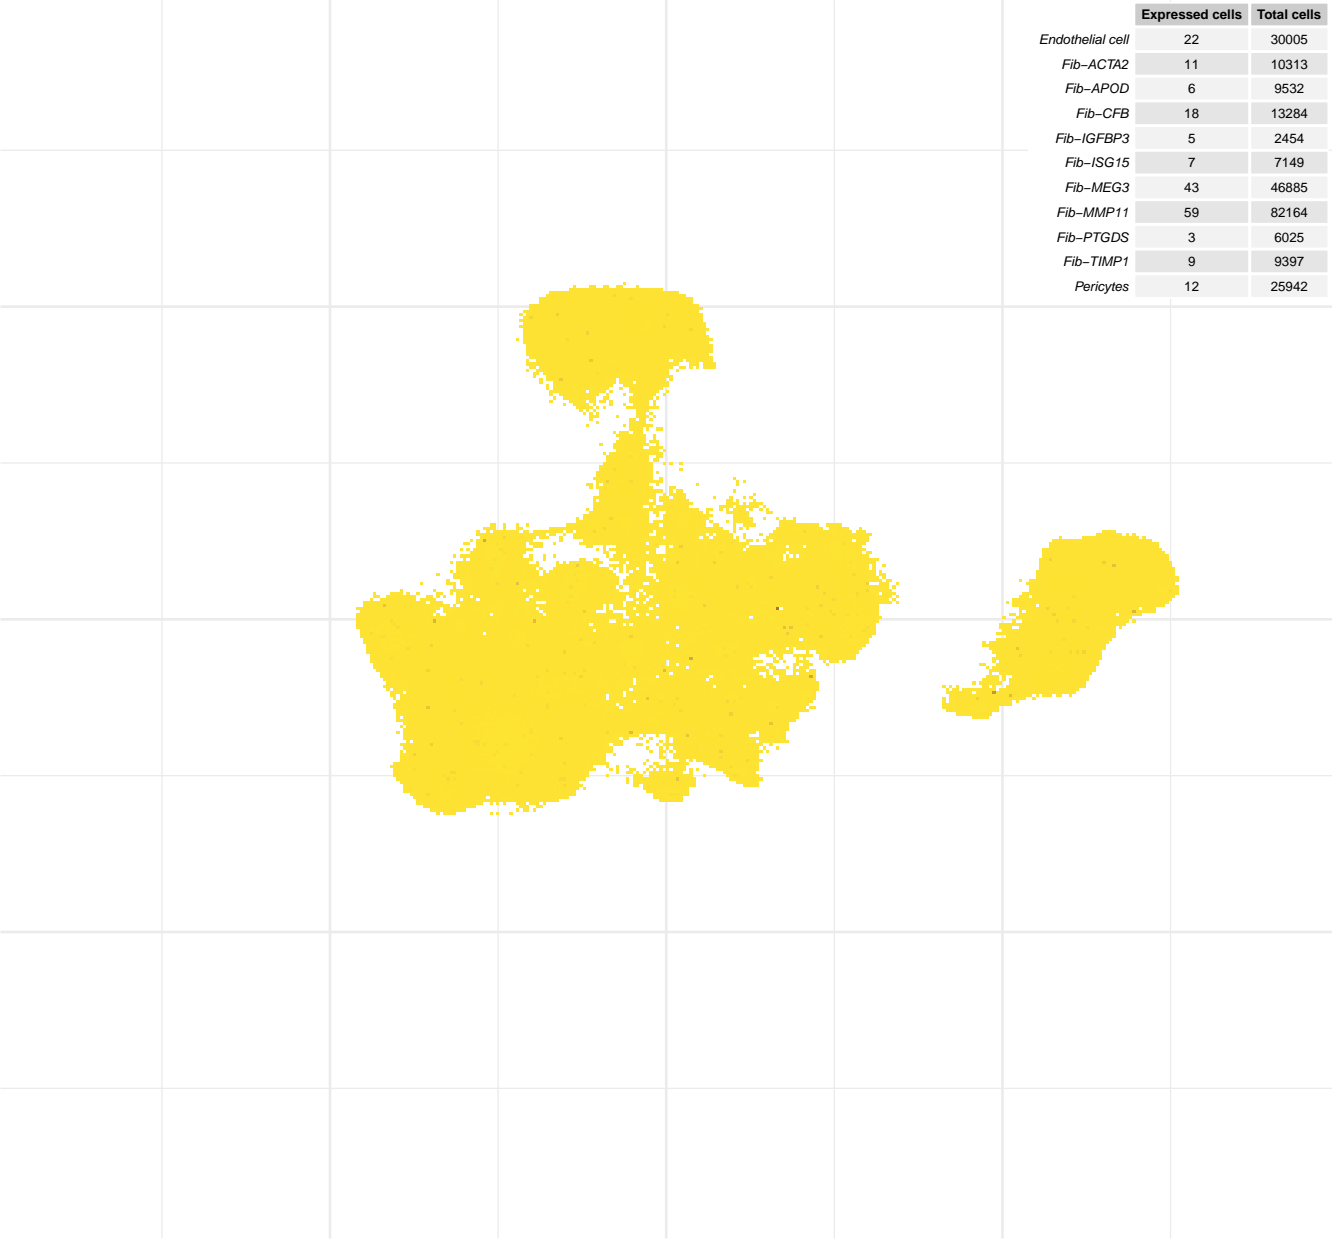 Expressed cells Total cells
Endothelial cell 22 30005
Fib−ACTA2 11 10313
Fib−APOD 6 9532
Fib−CFB 18 13284
Fib−IGFBP3 5 2454
Fib−ISG15 7 7149
Fib−MEG3 43 46885
Fib−MMP11 59 82164
Fib−PTGDS 3 6025
Fib−TIMP1 9 9397
Pericytes 12 25942